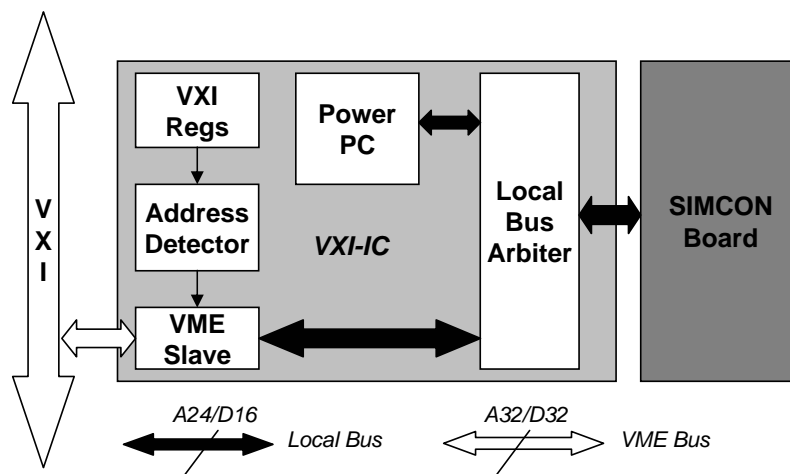 VXI
VXI
Regs
Power
PC
Address
Detector
VXI-IC
Local
Bus
Arbiter
SIMCON
Board
VME
Slave
A24/D16
Local Bus
A32/D32
VME Bus